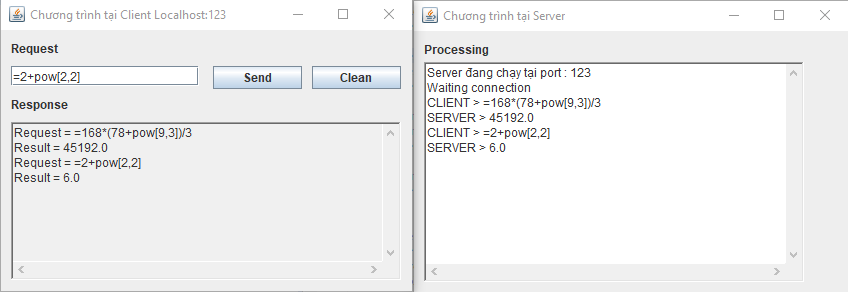 Chương trình tại Client Localhost:123
Request
=2+pow[2,2]
Send
Clean
Response
Request = =168*(78+pow[9,3])/3
Result = 45192.0
Request = =2+pow[2,2]
Result = 6.0
Chương trình tại Server
Processing
Server đang chạy tại port : 123
Waiting connection
CLIENT > =168*(78+pow[9,3])/3
SERVER > 45192.0
CLIENT > =2+pow[2,2]
SERVER > 6.0